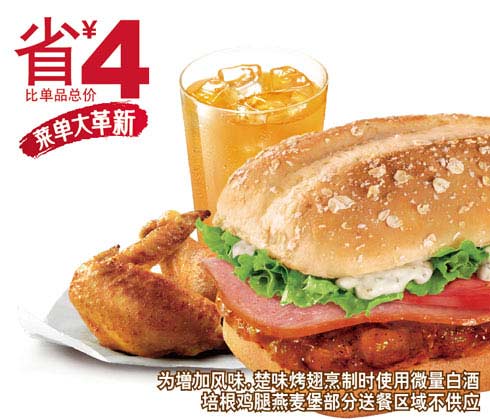 省¥4
比单品总价
菜单大革新
为增加风味,楚味烤翅烹制时使用微量白酒
培根鸡腿燕麦堡部分送餐区域不供应